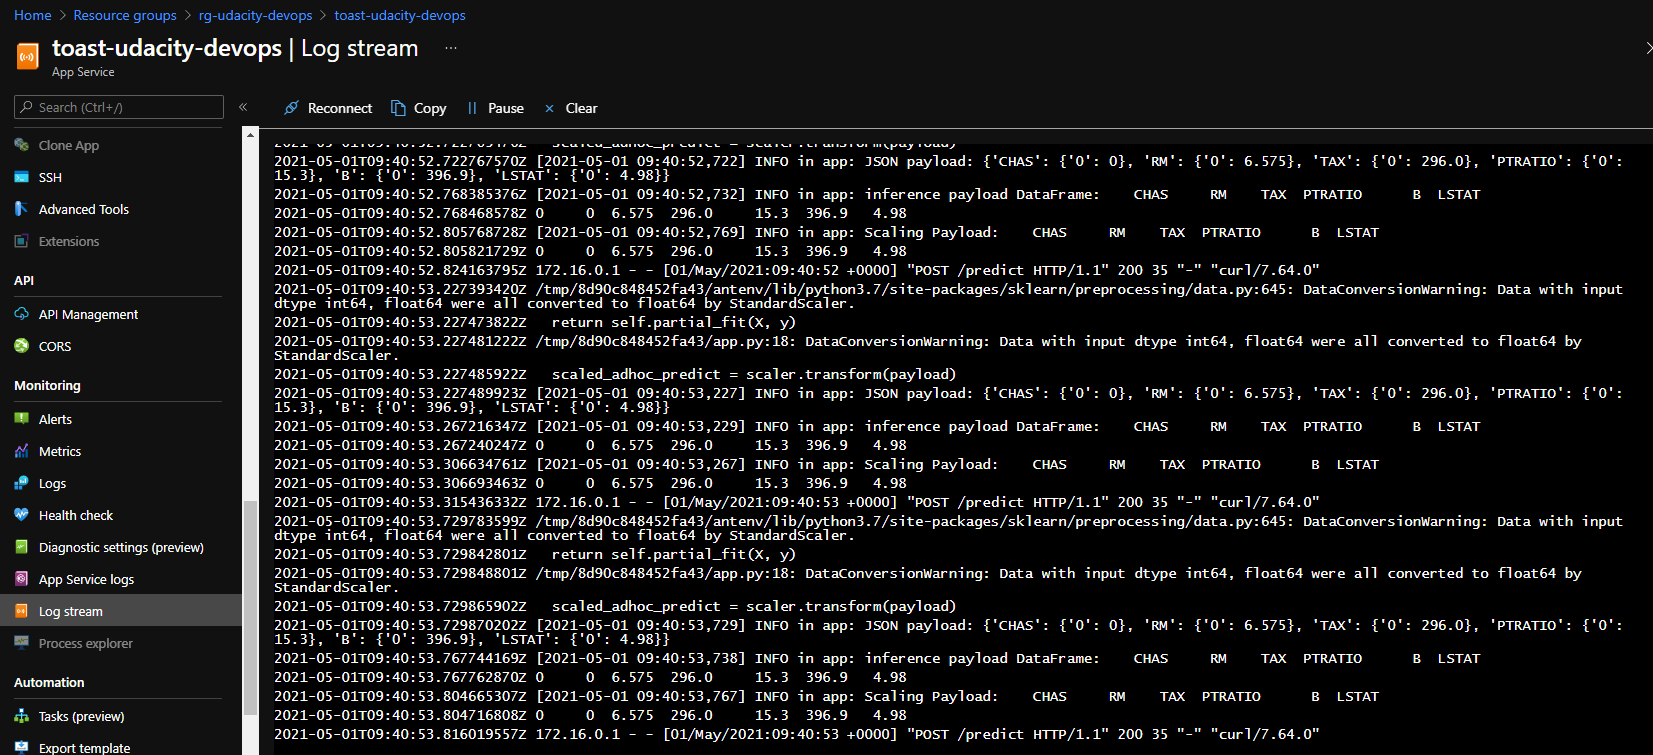 Home > Resource groups > rg-udacity-devops > toast-udacity-devops
toast-udacity-devops | Log stream ...
App Service
Search (Ctrl+/)
«
Reconnect
Copy
Pause
Clear
Clone App
SSH
Advanced Tools
Extensions
API
API Management
CORS
Monitoring
Alerts
Metrics
Logs
Health check
Diagnostic settings (preview)
App Service logs
Log stream
Process explorer
Automation
Tasks (preview)
Export template
scaled_adhoc_predict = scaler.transform(payload)
2021-05-01T09:40:52.722767570Z [2021-05-01 09:40:52,722] INFO in app: JSON payload: {'CHAS': {'0': 0}, 'RM': {'0': 6.575}, 'TAX': {'0': 296.0}, 'PTRATIO': {'0':
15.3}, 'B': {'0': 396.9}, 'LSTAT': {'0': 4.98}}
2021-05-01T09:40:52.768385376Z [2021-05-01 09:40:52,732] INFO in app: inference payload DataFrame:    CHAS     RM    TAX  PTRATIO      B  LSTAT
2021-05-01T09:40:52.768468578Z 0     0  6.575  296.0     15.3  396.9   4.98
2021-05-01T09:40:52.805768728Z [2021-05-01 09:40:52,769] INFO in app: Scaling Payload:    CHAS     RM    TAX  PTRATIO      B  LSTAT
2021-05-01T09:40:52.805821729Z 0     0  6.575  296.0     15.3  396.9   4.98
2021-05-01T09:40:52.824163795Z 172.16.0.1 - - [01/May/2021:09:40:52 +0000] "POST /predict HTTP/1.1" 200 35 "-" "curl/7.64.0"
2021-05-01T09:40:53.227393420Z /tmp/8d90c848452fa43/antenv/lib/python3.7/site-packages/sklearn/preprocessing/data.py:645: DataConversionWarning: Data with input
dtype int64, float64 were all converted to float64 by StandardScaler.
2021-05-01T09:40:53.227473822Z   return self.partial_fit(X, y)
2021-05-01T09:40:53.227481222Z /tmp/8d90c848452fa43/app.py:18: DataConversionWarning: Data with input dtype int64, float64 were all converted to float64 by
StandardScaler.
2021-05-01T09:40:53.227485922Z   scaled_adhoc_predict = scaler.transform(payload)
2021-05-01T09:40:53.227489923Z [2021-05-01 09:40:53,227] INFO in app: JSON payload: {'CHAS': {'0': 0}, 'RM': {'0': 6.575}, 'TAX': {'0': 296.0}, 'PTRATIO': {'0':
15.3}, 'B': {'0': 396.9}, 'LSTAT': {'0': 4.98}}
2021-05-01T09:40:53.267216347Z [2021-05-01 09:40:53,229] INFO in app: inference payload DataFrame:    CHAS     RM    TAX  PTRATIO      B  LSTAT
2021-05-01T09:40:53.267240247Z 0     0  6.575  296.0     15.3  396.9   4.98
2021-05-01T09:40:53.306634761Z [2021-05-01 09:40:53,267] INFO in app: Scaling Payload:    CHAS     RM    TAX  PTRATIO      B  LSTAT
2021-05-01T09:40:53.306693463Z 0     0  6.575  296.0     15.3  396.9   4.98
2021-05-01T09:40:53.315436332Z 172.16.0.1 - - [01/May/2021:09:40:53 +0000] "POST /predict HTTP/1.1" 200 35 "-" "curl/7.64.0"
2021-05-01T09:40:53.729783599Z /tmp/8d90c848452fa43/antenv/lib/python3.7/site-packages/sklearn/preprocessing/data.py:645: DataConversionWarning: Data with input
dtype int64, float64 were all converted to float64 by StandardScaler.
2021-05-01T09:40:53.729842801Z   return self.partial_fit(X, y)
2021-05-01T09:40:53.729848801Z /tmp/8d90c848452fa43/app.py:18: DataConversionWarning: Data with input dtype int64, float64 were all converted to float64 by
StandardScaler.
2021-05-01T09:40:53.729865902Z   scaled_adhoc_predict = scaler.transform(payload)
2021-05-01T09:40:53.729870202Z [2021-05-01 09:40:53,729] INFO in app: JSON payload: {'CHAS': {'0': 0}, 'RM': {'0': 6.575}, 'TAX': {'0': 296.0}, 'PTRATIO': {'0':
15.3}, 'B': {'0': 396.9}, 'LSTAT': {'0': 4.98}}
2021-05-01T09:40:53.767744169Z [2021-05-01 09:40:53,738] INFO in app: inference payload DataFrame:    CHAS     RM    TAX  PTRATIO      B  LSTAT
2021-05-01T09:40:53.767762870Z 0     0  6.575  296.0     15.3  396.9   4.98
2021-05-01T09:40:53.804665307Z [2021-05-01 09:40:53,767] INFO in app: Scaling Payload:    CHAS     RM    TAX  PTRATIO      B  LSTAT
2021-05-01T09:40:53.804716808Z 0     0  6.575  296.0     15.3  396.9   4.98
2021-05-01T09:40:53.816019557Z 172.16.0.1 - - [01/May/2021:09:40:53 +0000] "POST /predict HTTP/1.1" 200 35 "-" "curl/7.64.0"